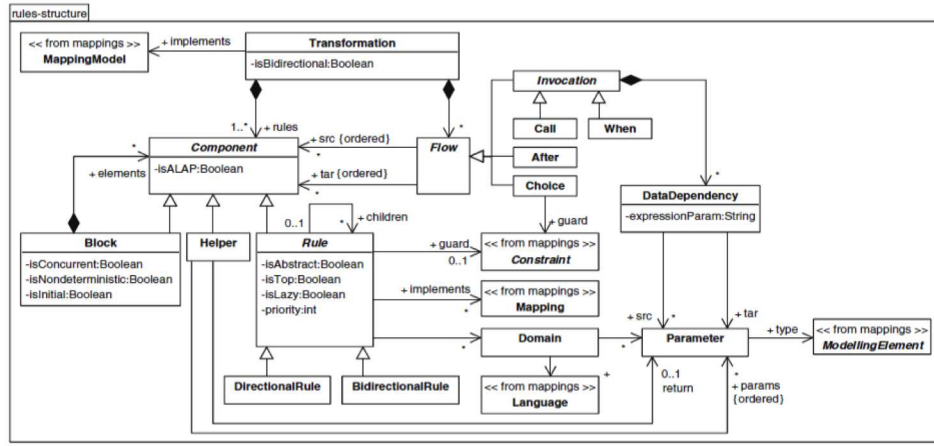 rules-structure
<< from mappings >>
MappingModel
+ implements
Transformation
-isBidirectional:Boolean
Invocation
Call
When
1..*
+ rules
*
*
+ elements
Component
-isALAP:Boolean
+ src {ordered}
*
+ tar {ordered}
*
Flow
After
Choice
+ guard
*
DataDependency
-expressionParam:String
Block
-isConcurrent:Boolean
-isNondeterministic:Boolean
-isInitial:Boolean
Helper
0..1
*
+ children
Rule
-isAbstract:Boolean
-isTop:Boolean
-isLazy:Boolean
-priority:int
+ guard
0..1
<< from mappings >>
Constraint
+ implements
*
<< from mappings >>
Mapping
*
Domain
*
+ src
*
+ tar
Parameter
+ type
<< from mappings >>
ModellingElement
DirectionalRule
BidirectionalRule
+
<< from mappings >>
Language
0..1
return
*
+ params
{ordered}